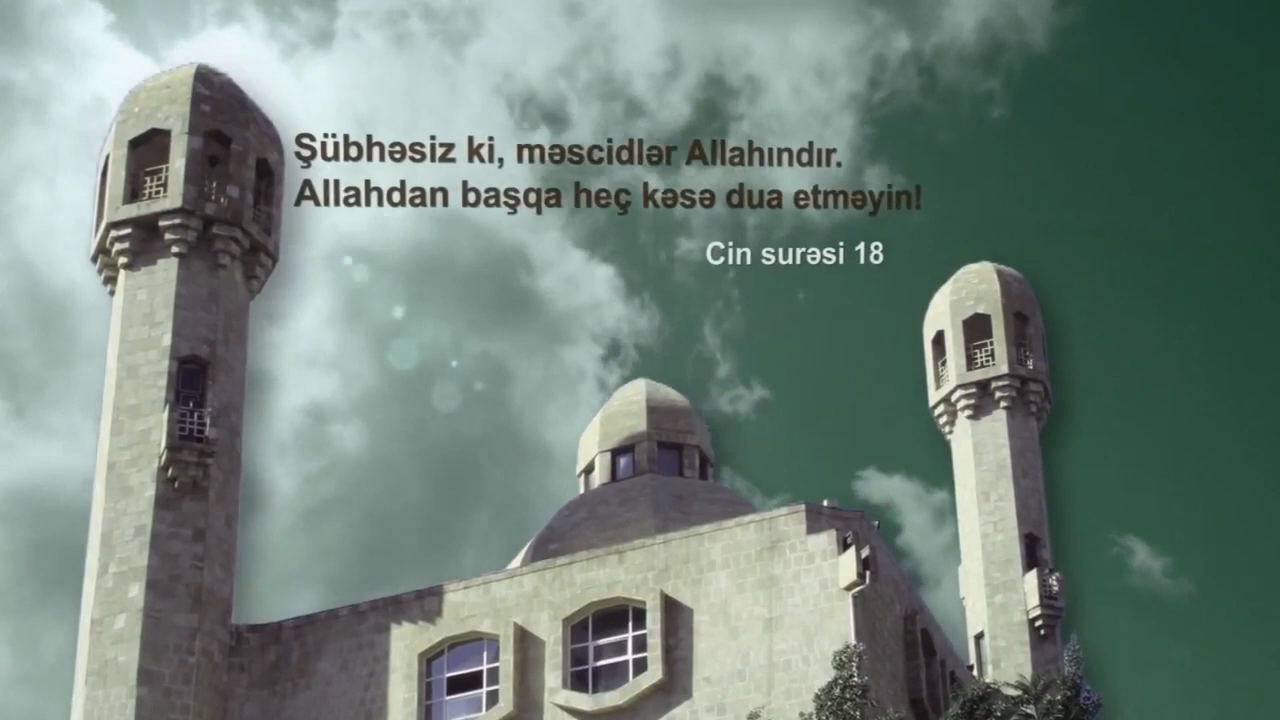 Şübhəsiz ki, məscidlər Allahındır.
Allahdan başqa heç kəsə dua etməyin!
Cin surəsi 18